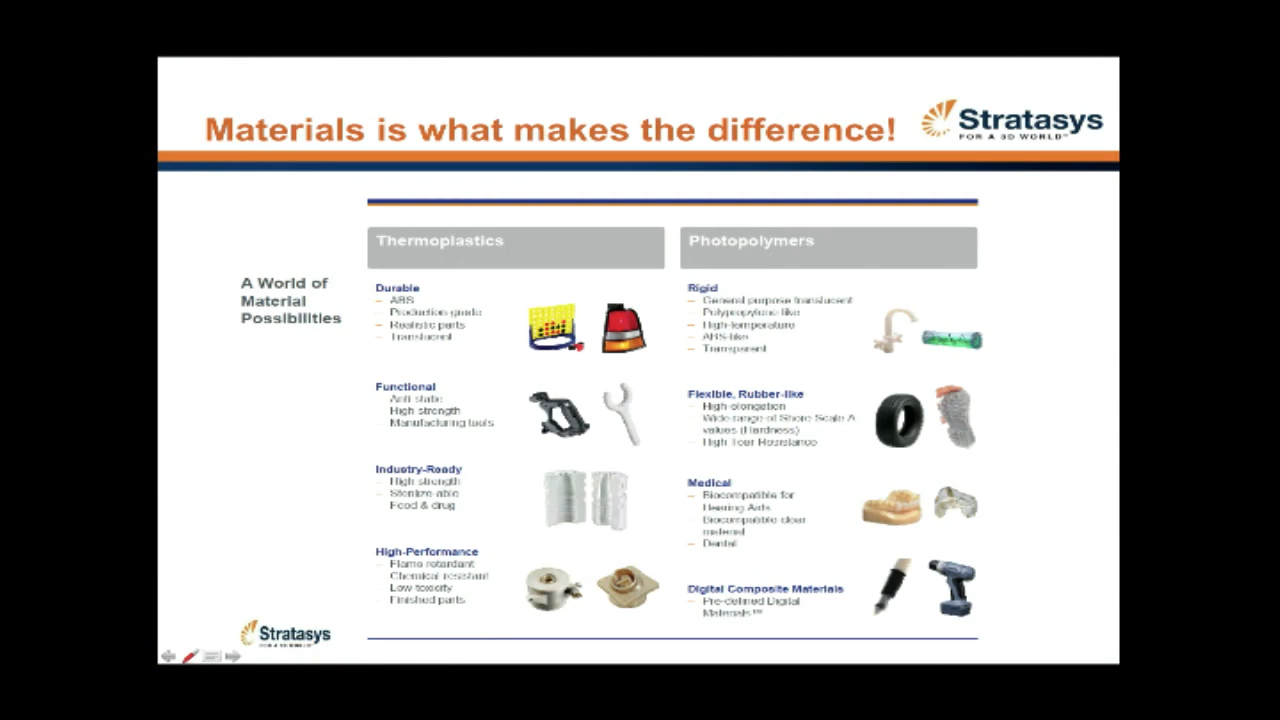 Materials is what makes the difference!
Stratasys
FOR A 3D WORLD™
A World of
Material
Possibilities
Thermoplastics
Durable
– ABS
– Production-grade
– Realistic parts
– Translucent
Functional
– Anti-static
– High strength
– Manufacturing tools
Industry-Ready
– High strength
– Sterilize-able
– Food & drug
High-Performance
– Flame retardant
– Chemical resistant
– Low toxicity
– Finished parts
Photopolymers
Rigid
– General purpose translucent
– Polypropylene-like
– High-temperature
– ABS-like
– Transparent
Flexible, Rubber-like
– High-elongation
– Wide range of Shore Scale A
values (Hardness)
– High Tear Resistance
Medical
– Biocompatible for
Hearing Aids
– Biocompatible clear
material
– Dental
Digital Composite Materials
– Pre-defined Digital
Materials™
Stratasys
FOR A 3D WORLD™